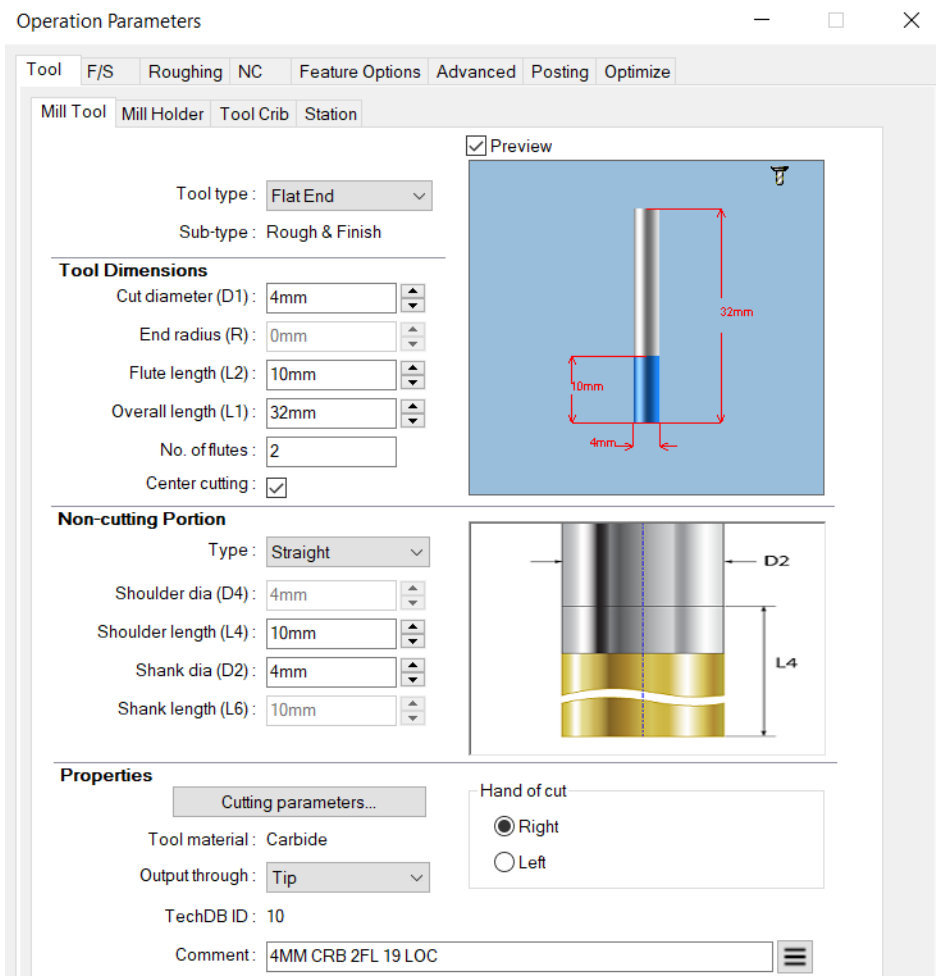 Operation Parameters
Tool F/S Roughing NC Feature Options Advanced Posting Optimize
Mill Tool Mill Holder Tool Crib Station
Preview
Tool type : Flat End
Sub-type : Rough & Finish
Tool Dimensions
Cut diameter (D1) : 4mm
End radius (R) : 0mm
Flute length (L2) : 10mm
Overall length (L1) : 32mm
No. of flutes : 2
Center cutting :
32mm
10mm
4mm
Non-cutting Portion
Type : Straight
Shoulder dia (D4) : 4mm
Shoulder length (L4) : 10mm
Shank dia (D2) : 4mm
Shank length (L6) : 10mm
D2
L4
Properties
Cutting parameters...
Tool material : Carbide
Output through : Tip
TechDB ID : 10
Comment : 4MM CRB 2FL 19 LOC
Hand of cut
Right
Left